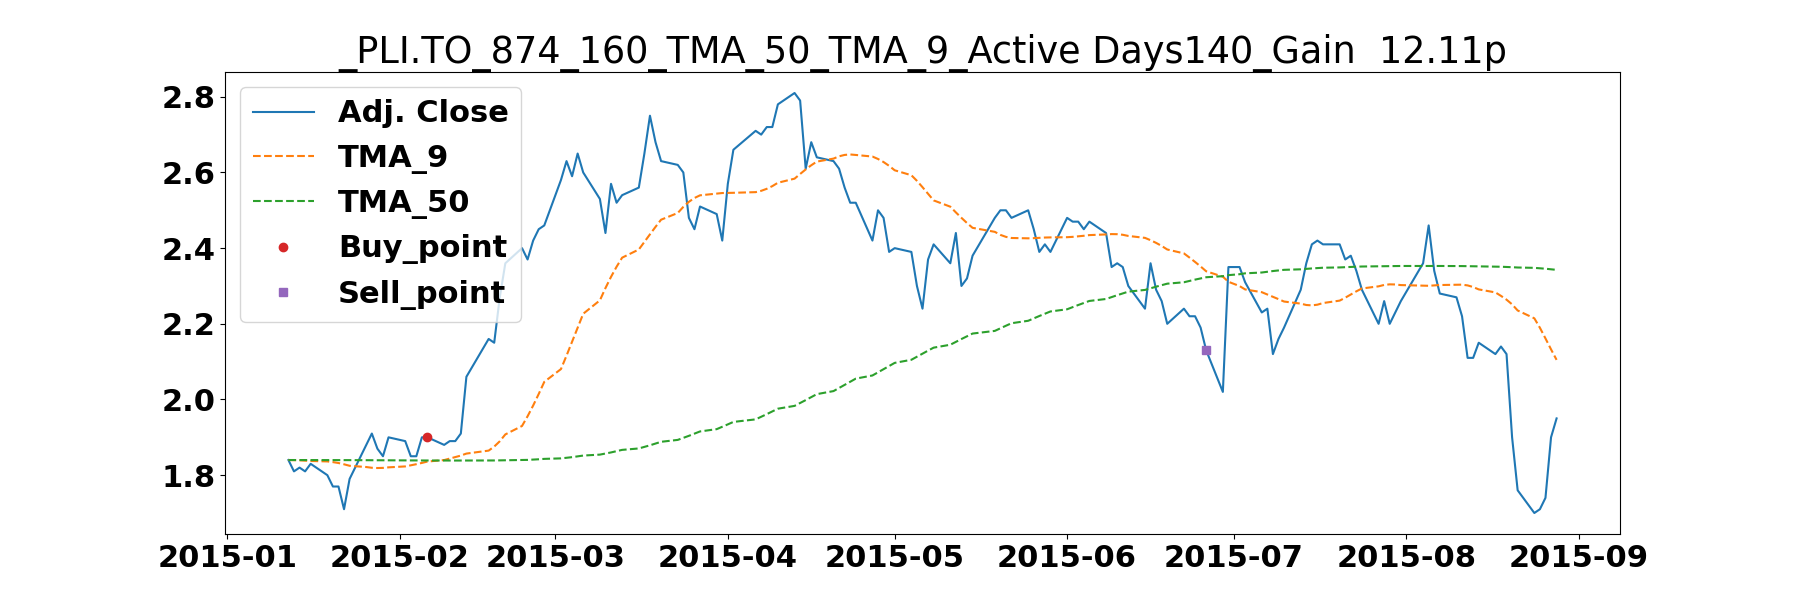 _PLI.TO_874_160_TMA_50_TMA_9_Active Days140_Gain  12.11p
2.8
2.6
2.4
2.2
2.0
1.8
Adj. Close
TMA_9
TMA_50
Buy_point
Sell_point
2015-01 2015-02 2015-03 2015-04 2015-05 2015-06 2015-07 2015-08 2015-09